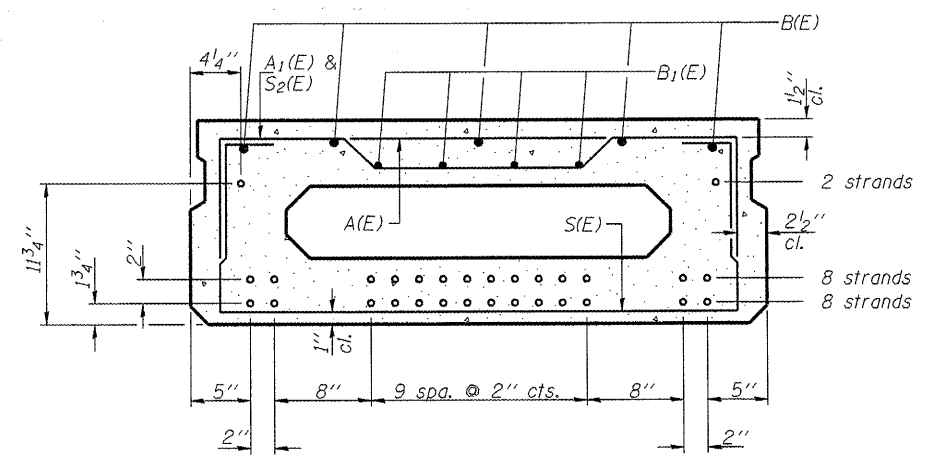 B(E)
4¼"
A₁(E) &
S₂(E)
B₁(E)
1½"
cl.
2 strands
A(E)
S(E)
2½"
cl.
11¾"
1¾"
2"
8 strands
8 strands
1"
cl.
5"
8"
9 spa. @ 2" cts.
8"
5"
2"
2"